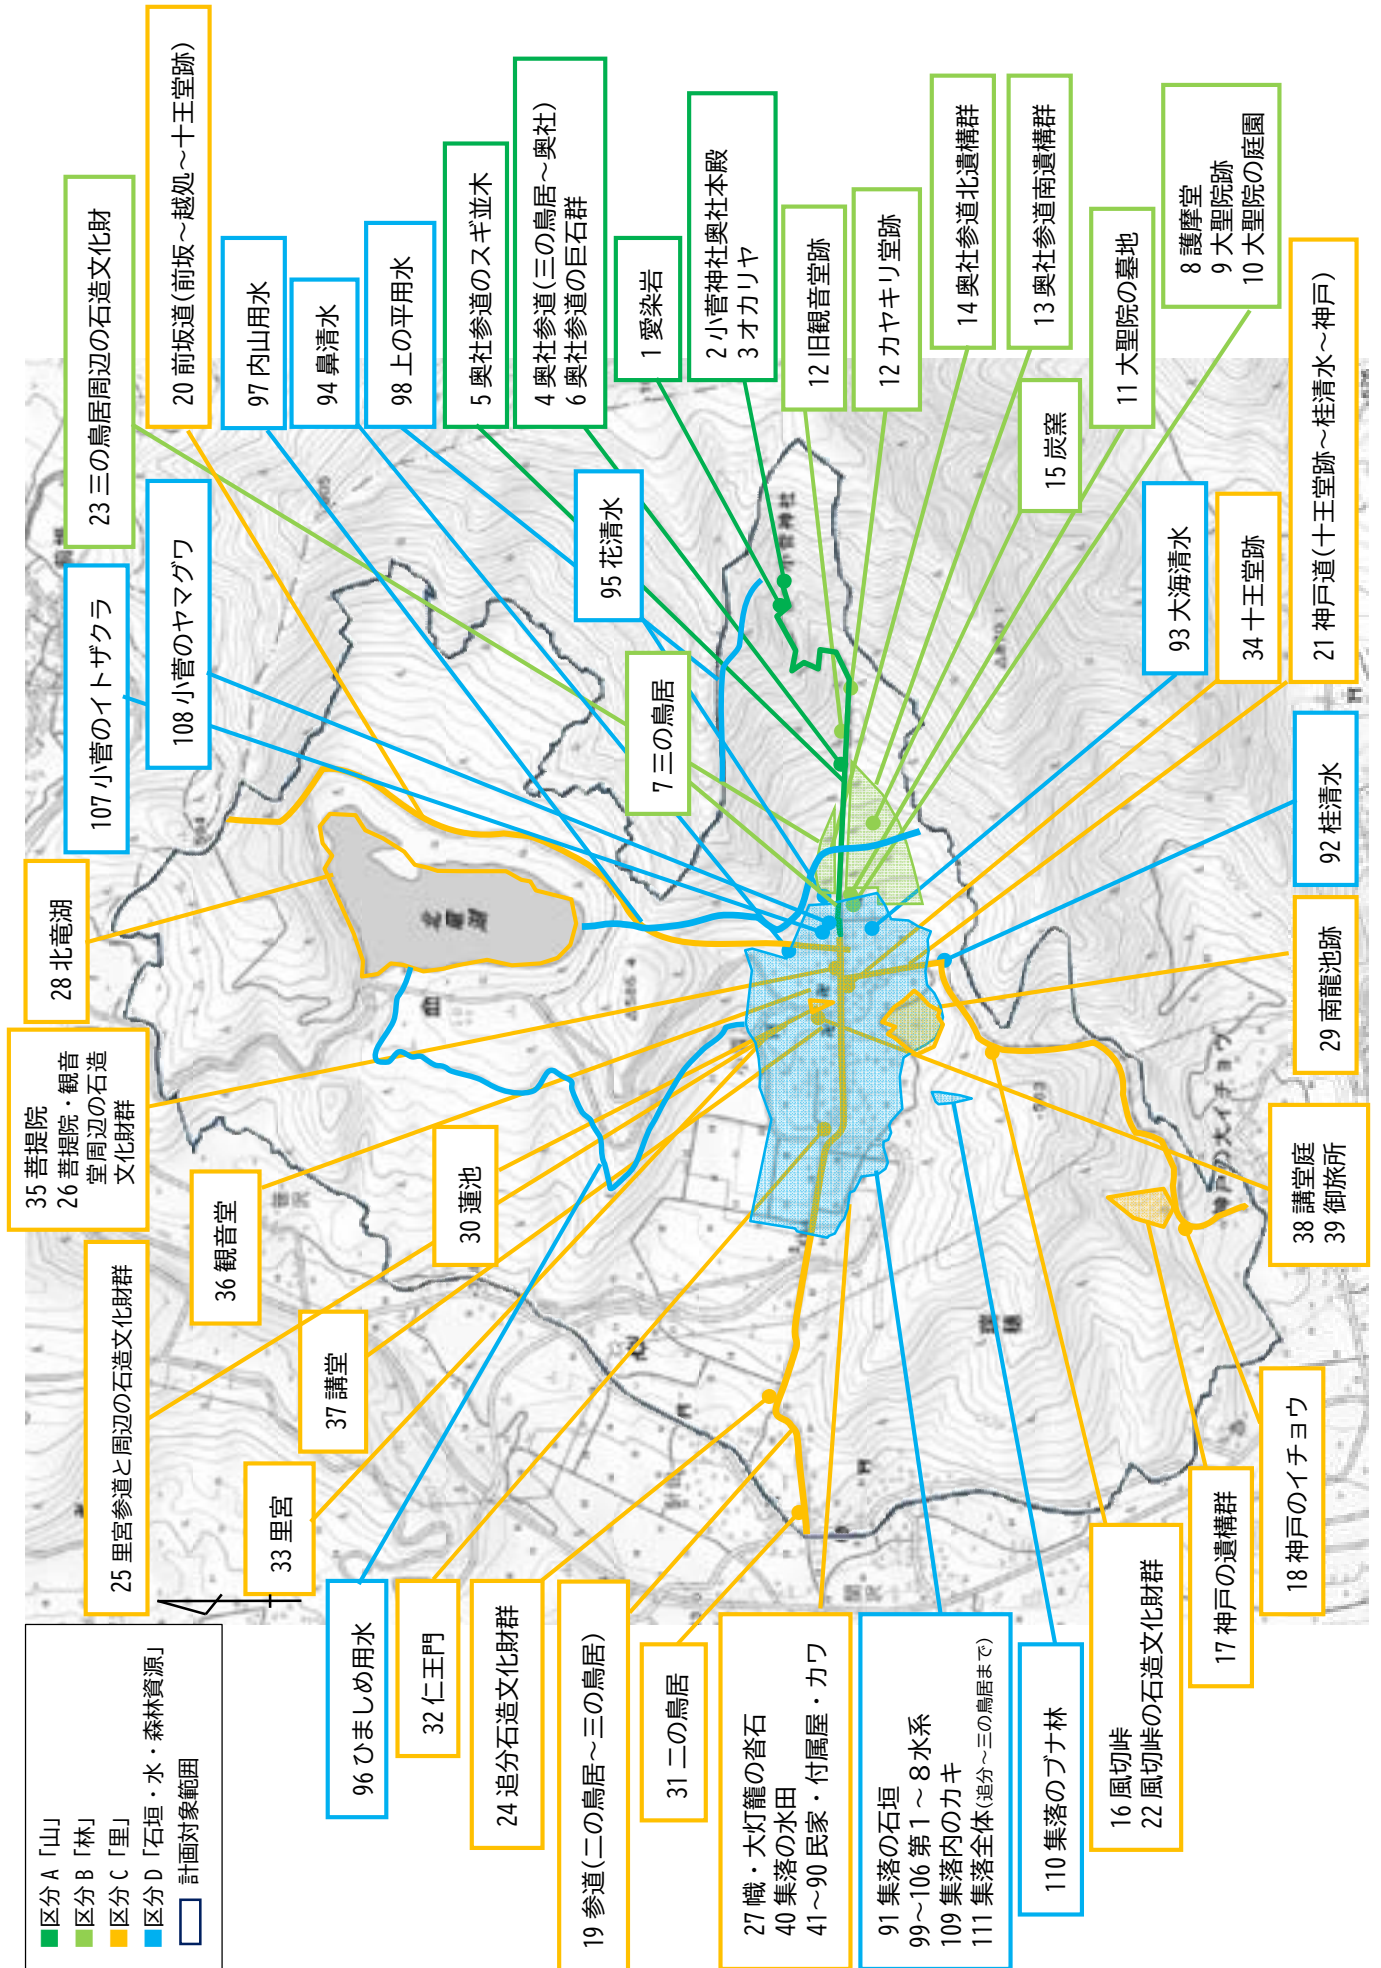 区分 A「山」
区分 B「林」
区分 C「里」
区分 D「石垣・水・森林資源」
計画対象範囲
25 里宮参道と周辺の石造文化財群
35 菩提院
26 菩提院・観音
堂周辺の石造
文化財群
28 北竜湖
107 小菅のイトザクラ
23 三の鳥居周辺の石造文化財
108 小菅のヤマグワ
20 前坂道(前坂～越処～十王堂跡)
97 内山用水
94 鼻清水
98 上の平用水
5 奥社参道のスギ並木
4 奥社参道(三の鳥居～奥社)
6 奥社参道の巨石群
95 花清水
1 愛染岩
7 三の鳥居
2 小菅神社奥社本殿
3 オカリヤ
12 旧観音堂跡
12 カヤキリ堂跡
14 奥社参道北遺構群
13 奥社参道南遺構群
15 炭窯
11 大聖院の墓地
8 護摩堂
9 大聖院跡
10 大聖院の庭園
93 大海清水
34 十王堂跡
21 神戸道(十王堂跡～桂清水～神戸)
92 桂清水
29 南龍池跡
38 講堂庭
39 御旅所
36 観音堂
30 蓮池
37 講堂
33 里宮
96 ひましめ用水
32 仁王門
24 追分石造文化財群
19 参道(二の鳥居～三の鳥居)
31 二の鳥居
27 幟・大灯籠の沓石
40 集落の水田
41～90 民家・付属屋・カワ
91 集落の石垣
99～106 第１～８水系
109 集落内のカキ
111 集落全体(追分～三の鳥居まで)
110 集落のブナ林
16 風切峠
22 風切峠の石造文化財群
17 神戸の遺構群
18 神戸のイチョウ
北竜湖
小菅神社
神戸の大イチョウ
瑞穂